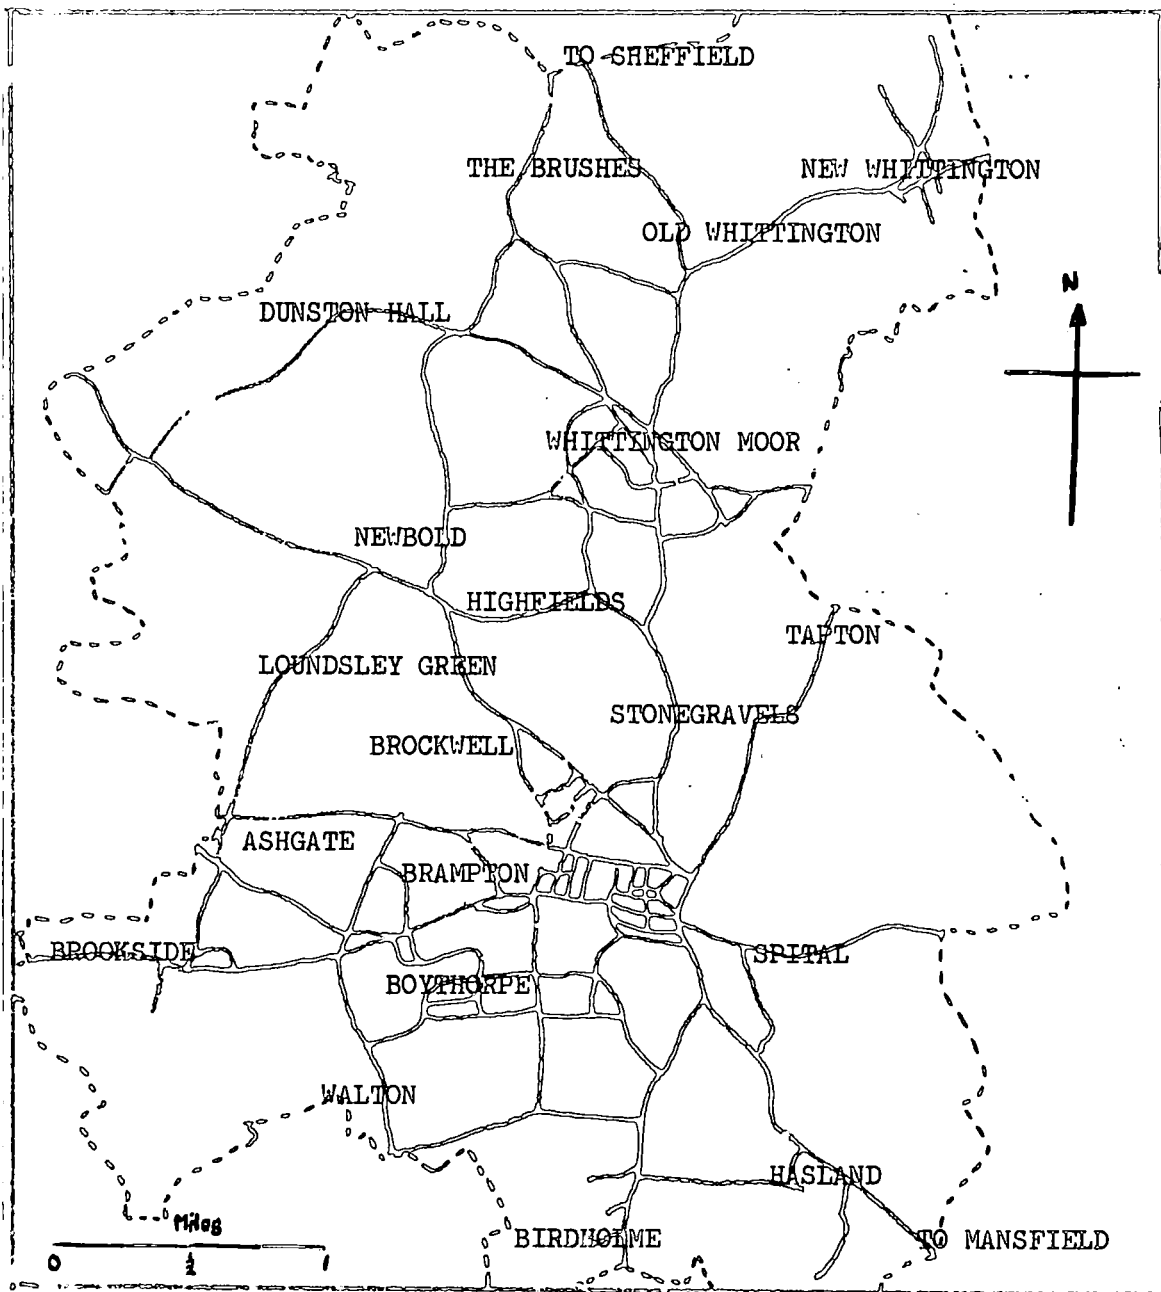 TO SHEFFIELD
THE BRUSHES
NEW WHITTINGTON
OLD WHITTINGTON
N
DUNSTON HALL
WHITTINGTON MOOR
NEWBOLD
HIGHFIELDS
TAPTON
LOUNDSLEY GREEN
STONEGRAVELS
BROCKWELL
ASHGATE
BRAMPTON
BROOKSIDE
SPITAL
BOYTHORPE
WALTON
HASLAND
Miles
BIRDHOLME
TO MANSFIELD
0 ½ 1